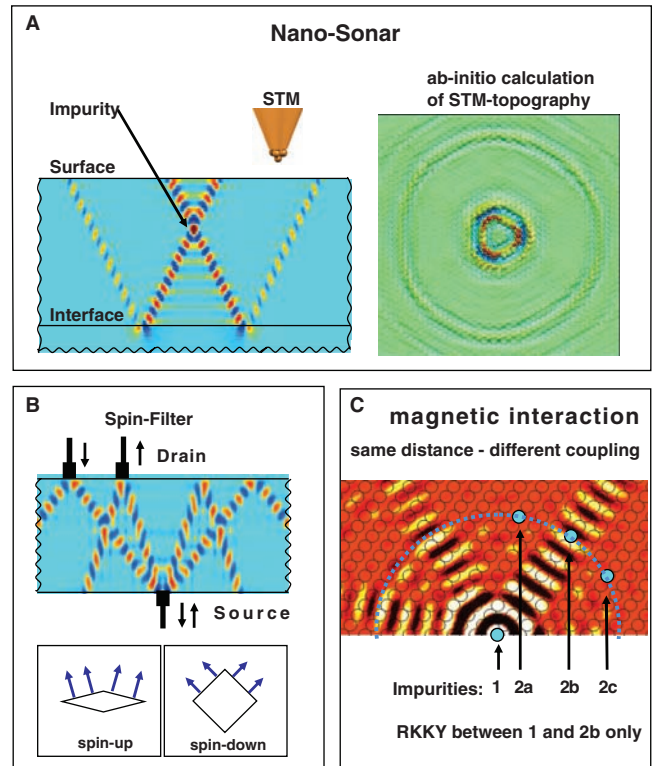 A
Nano-Sonar
Impurity
STM
ab-initio calculation
of STM-topography
Surface
Interface
B
Spin-Filter
Drain
Source
spin-up
spin-down
C
magnetic interaction
same distance - different coupling
Impurities: 1 2a 2b 2c
RKKY between 1 and 2b only